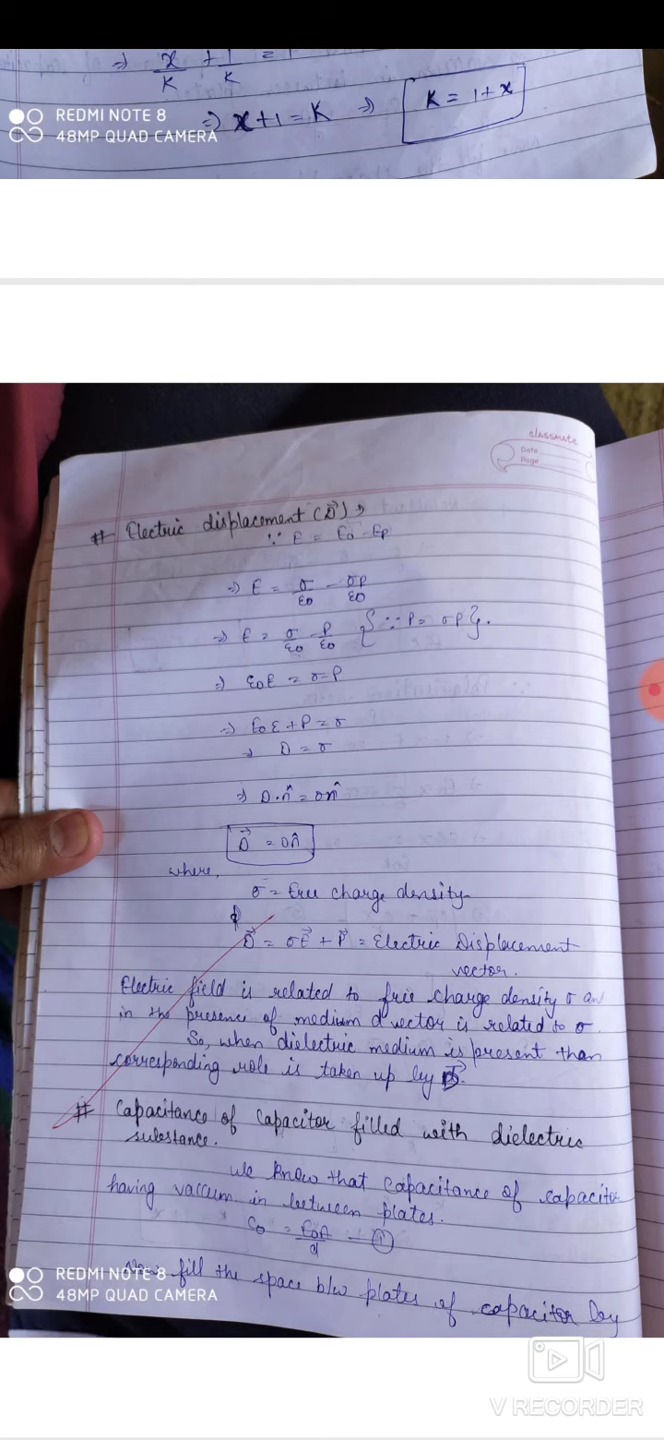 ⇒ x/K + 1/K = 1
⇒ x+1 = K ⇒ K = 1+x
REDMI NOTE 8
48MP QUAD CAMERA
classmate
Date
Page
# Electric displacement (D⃗) →
∵ E = E0 - Ep
⇒ E = σ/ε0 - σP/ε0
⇒ E = σ/ε0 - P/ε0 {∵ P = σP}.
⇒ ε0E = σ-P
⇒ ε0E + P = σ
⇒ D = σ
⇒ D.n̂ = σn̂
D⃗ = σn̂
where,
σ = free charge density
D⃗ = σE⃗ + P⃗ = Electric Displacement
vector.
Electric field is related to free charge density σ an
in the presence of medium d vector is related to σ.
So, when dielectric medium is present than
corresponding role is taken up by D⃗.
# Capacitance of capacitor filled with dielectric
substance.
we know that capacitance of capacito
having vaccum in between plates.
C0 = ε0A/d — (i)
Now fill the space b/w plates of capacitor by
REDMI NOTE 8
48MP QUAD CAMERA
V RECORDER